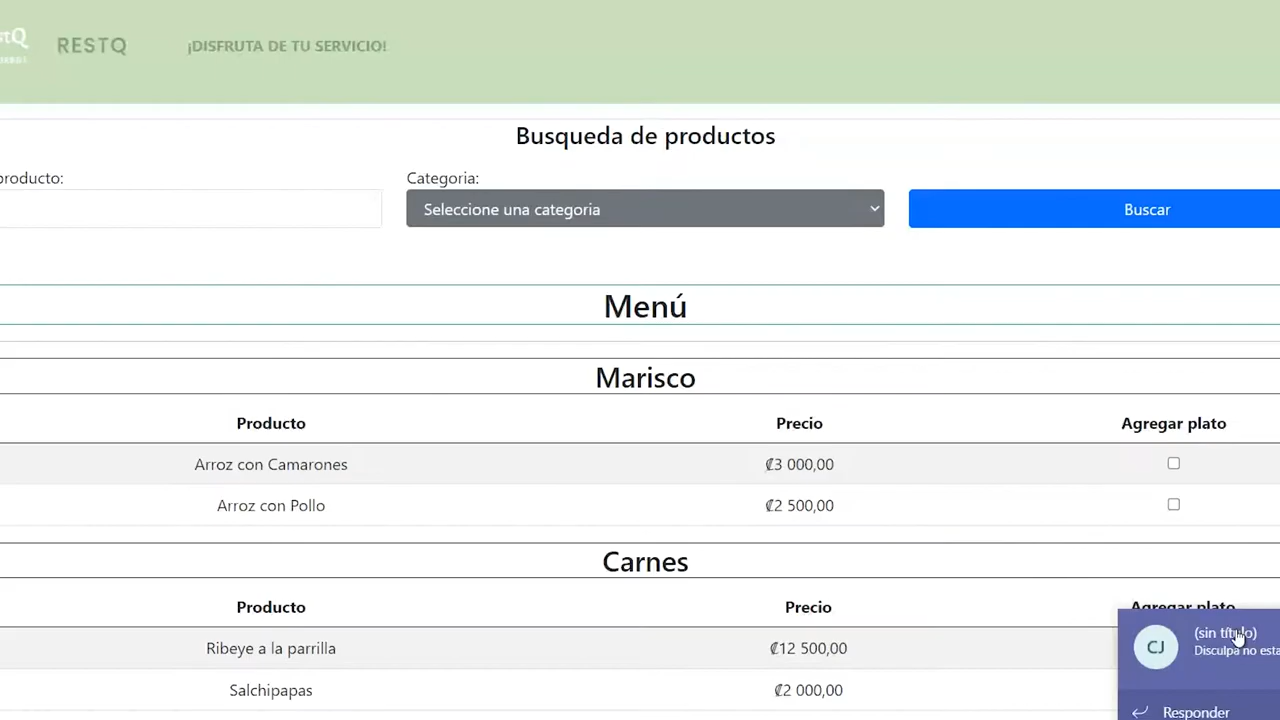 stQ
RESTQ ¡DISFRUTA DE TU SERVICIO!
Busqueda de productos
producto: Categoria:
Seleccione una categoria Buscar
Menú
Marisco
Producto Precio Agregar plato
Arroz con Camarones ₡3 000,00
Arroz con Pollo ₡2 500,00
Carnes
Producto Precio Agregar plato
Ribeye a la parrilla ₡12 500,00
(sin título)
CJ Disculpa no esta
Salchipapas ₡2 000,00
Responder